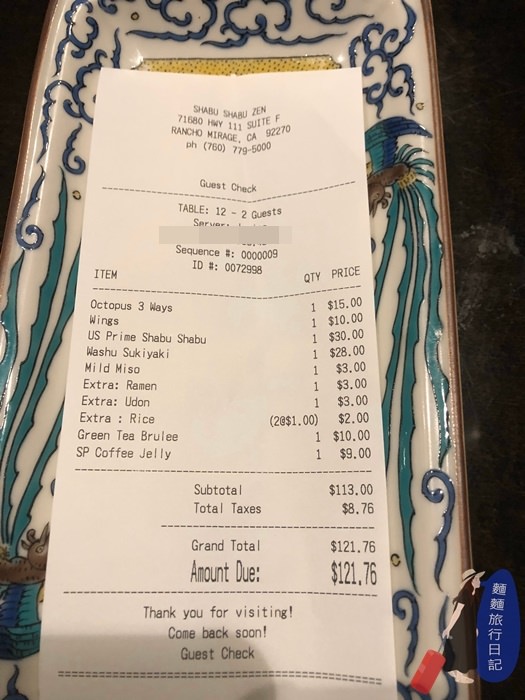 SHABU SHABU ZEN
71680 HWY 111 SUITE F
RANCHO MIRAGE, CA 92270
ph (760) 779-5000
Guest Check
TABLE: 12 - 2 Guests
Server:
Sequence #: 0000009
ID #: 0072998
ITEM QTY PRICE
Octopus 3 Ways 1 $15.00
Wings 1 $10.00
US Prime Shabu Shabu 1 $30.00
Washu Sukiyaki 1 $28.00
Mild Miso 1 $3.00
Extra: Ramen 1 $3.00
Extra: Udon 1 $3.00
Extra : Rice (2@$1.00) $2.00
Green Tea Brulee 1 $10.00
SP Coffee Jelly 1 $9.00
Subtotal $113.00
Total Taxes $8.76
Grand Total $121.76
Amount Due: $121.76
Thank you for visiting!
Come back soon!
Guest Check
麵麵旅行日記